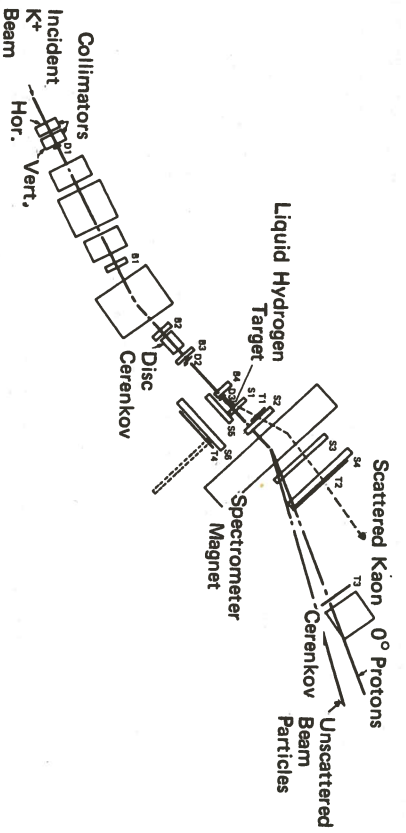 Incident
K+
Beam
Collimators
Hor.
Vert.
D1
B1
B2
Disc
Cerenkov
B3
D2
Liquid Hydrogen
Target
B4
D3
S1
T1
S2
S5
S6
T4
Spectrometer
Magnet
S3
S4
T2
Scattered Kaon
T3
Cerenkov
0° Protons
Unscattered
Beam
Particles